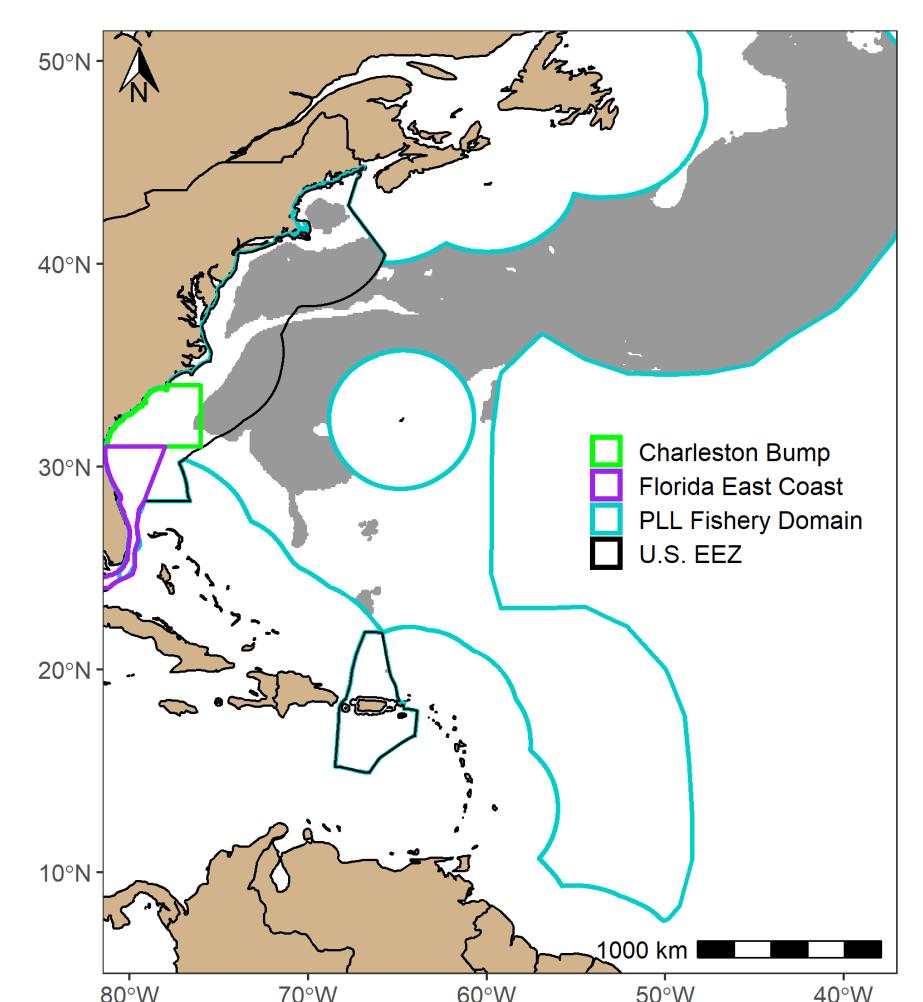 50°N
N
40°N
30°N
20°N
10°N
Charleston Bump
Florida East Coast
PLL Fishery Domain
U.S. EEZ
1000 km
80°W
70°W
60°W
50°W
40°W